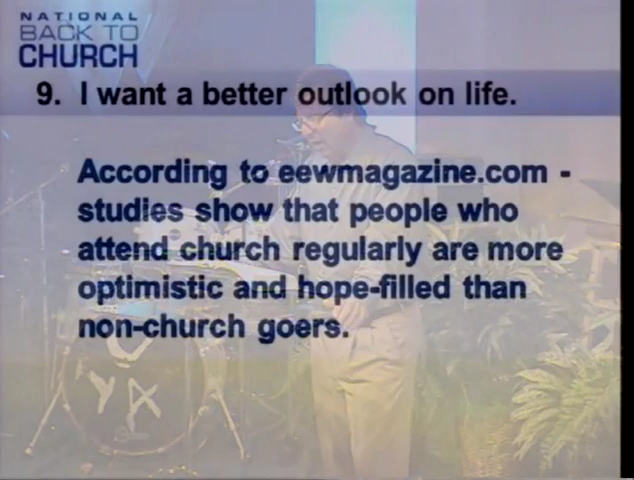 NATIONAL
BACK TO
CHURCH
9. I want a better outlook on life.
According to eewmagazine.com -
studies show that people who
attend church regularly are more
optimistic and hope-filled than
non-church goers.